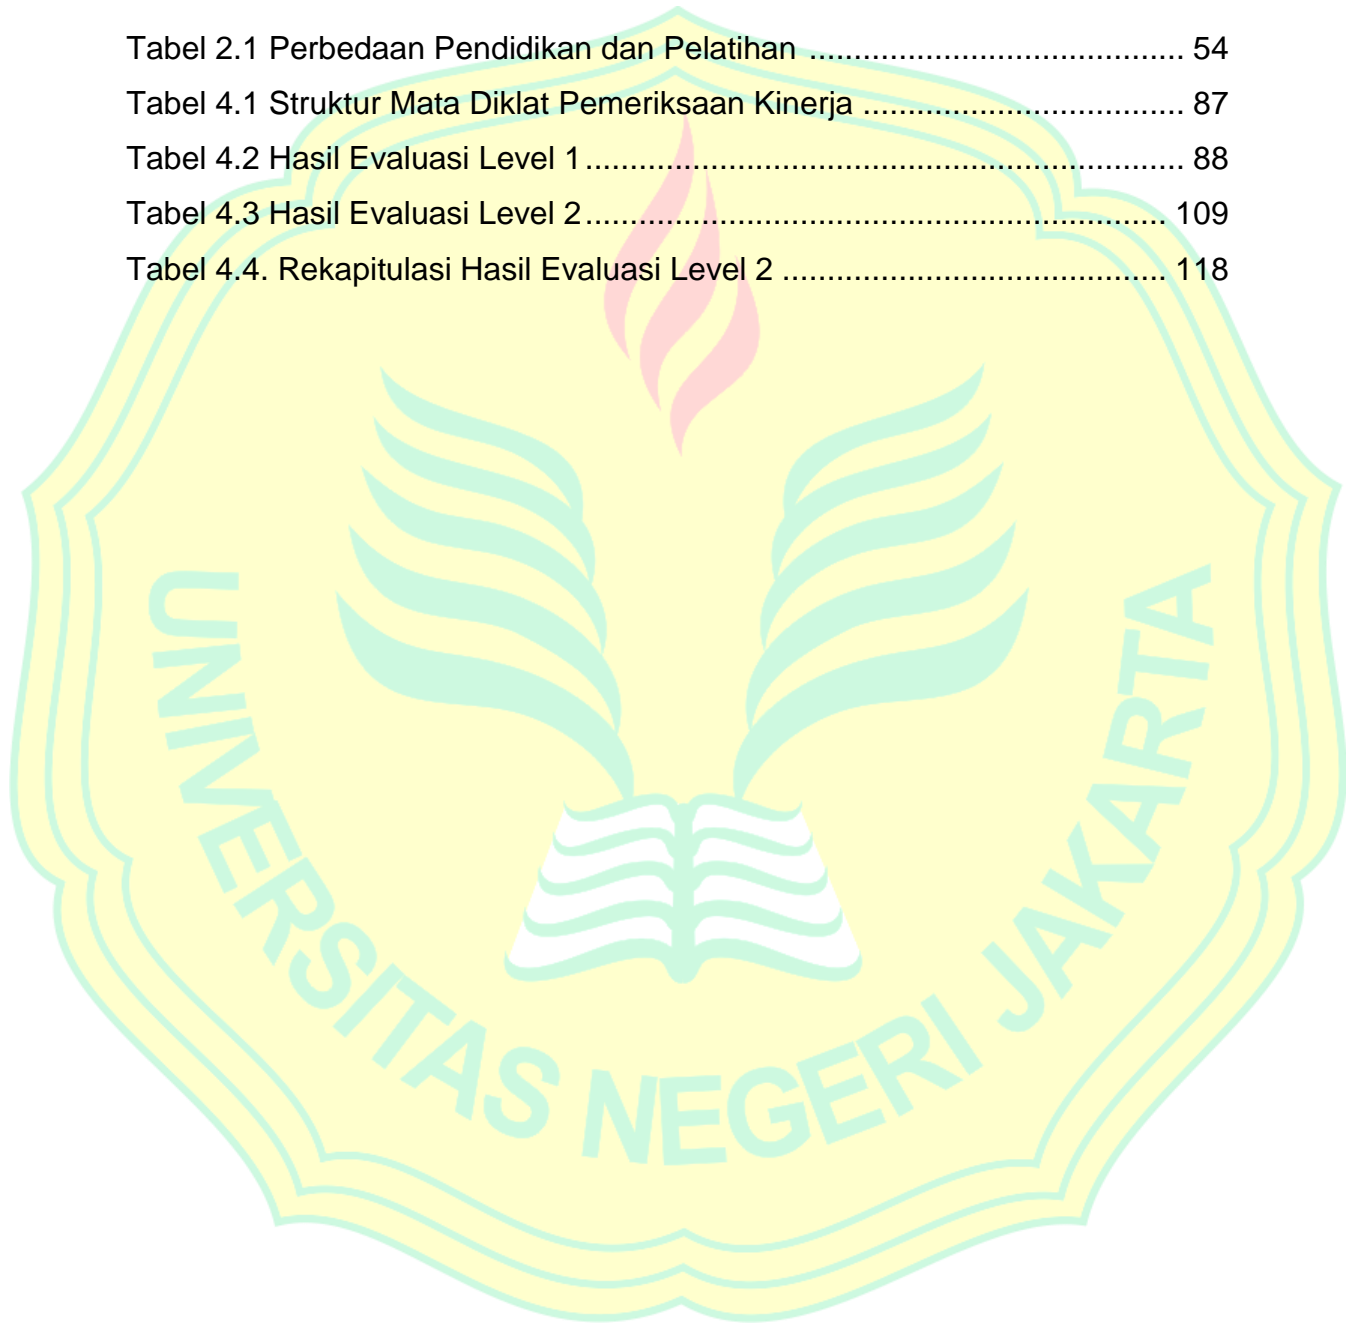 Tabel 2.1 Perbedaan Pendidikan dan Pelatihan .......................................... 54
Tabel 4.1 Struktur Mata Diklat Pemeriksaan Kinerja .................................... 87
Tabel 4.2 Hasil Evaluasi Level 1................................................................... 88
Tabel 4.3 Hasil Evaluasi Level 2................................................................. 109
Tabel 4.4. Rekapitulasi Hasil Evaluasi Level 2 ........................................... 118
UNIVERSITAS NEGERI JAKARTA